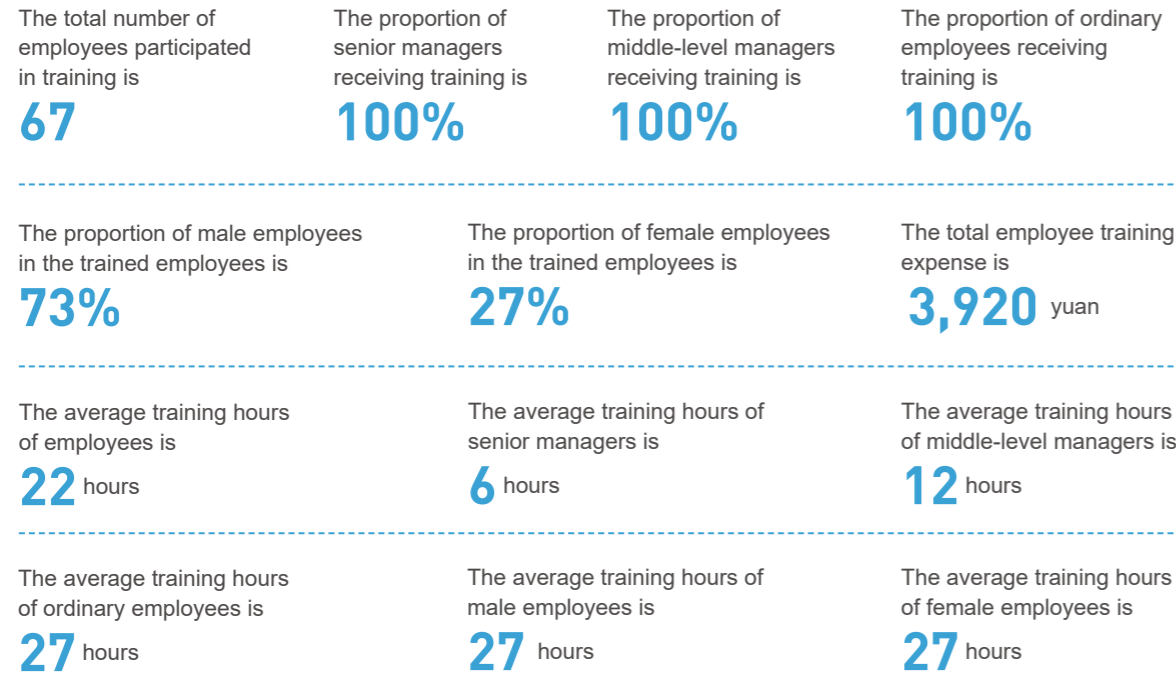 The total number of
employees participated
in training is
67
The proportion of
senior managers
receiving training is
100%
The proportion of
middle-level managers
receiving training is
100%
The proportion of ordinary
employees receiving
training is
100%
The proportion of male employees
in the trained employees is
73%
The proportion of female employees
in the trained employees is
27%
The total employee training
expense is
3,920 yuan
The average training hours
of employees is
22 hours
The average training hours of
senior managers is
6 hours
The average training hours
of middle-level managers is
12 hours
The average training hours
of ordinary employees is
27 hours
The average training hours of
male employees is
27 hours
The average training hours
of female employees is
27 hours